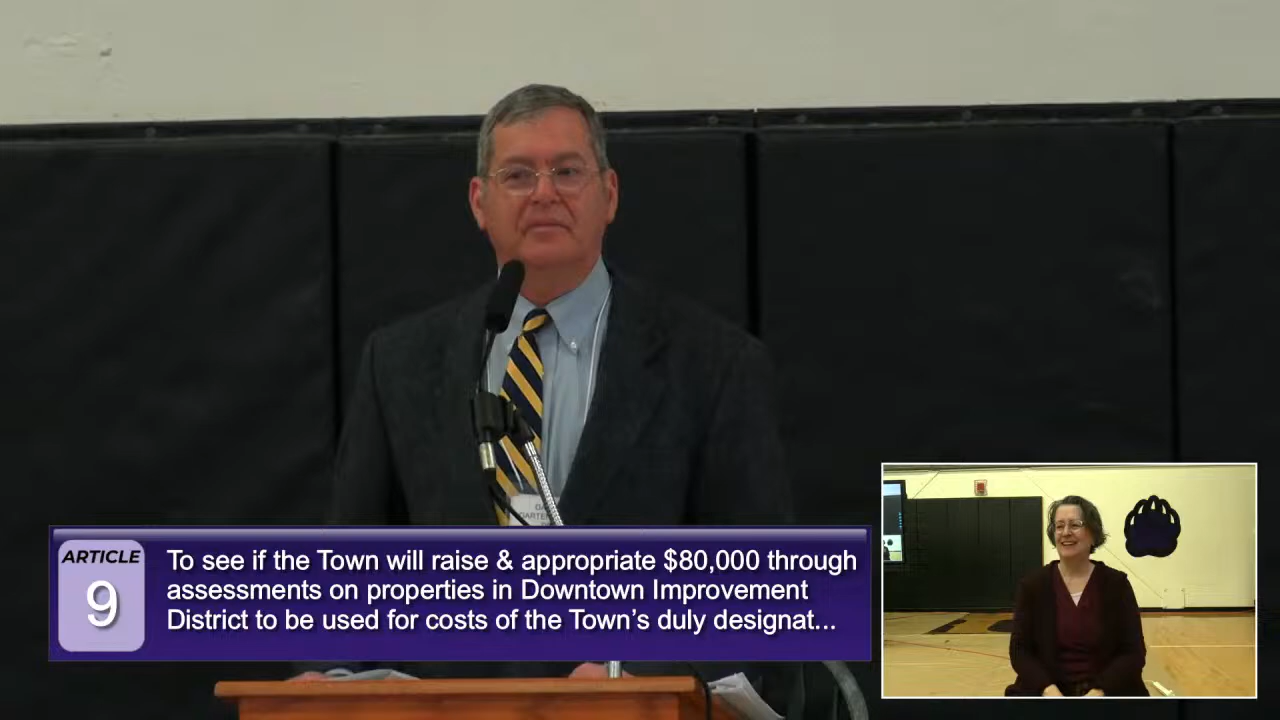 ARTICLE
9
To see if the Town will raise & appropriate $80,000 through
assessments on properties in Downtown Improvement
District to be used for costs of the Town’s duly designat...